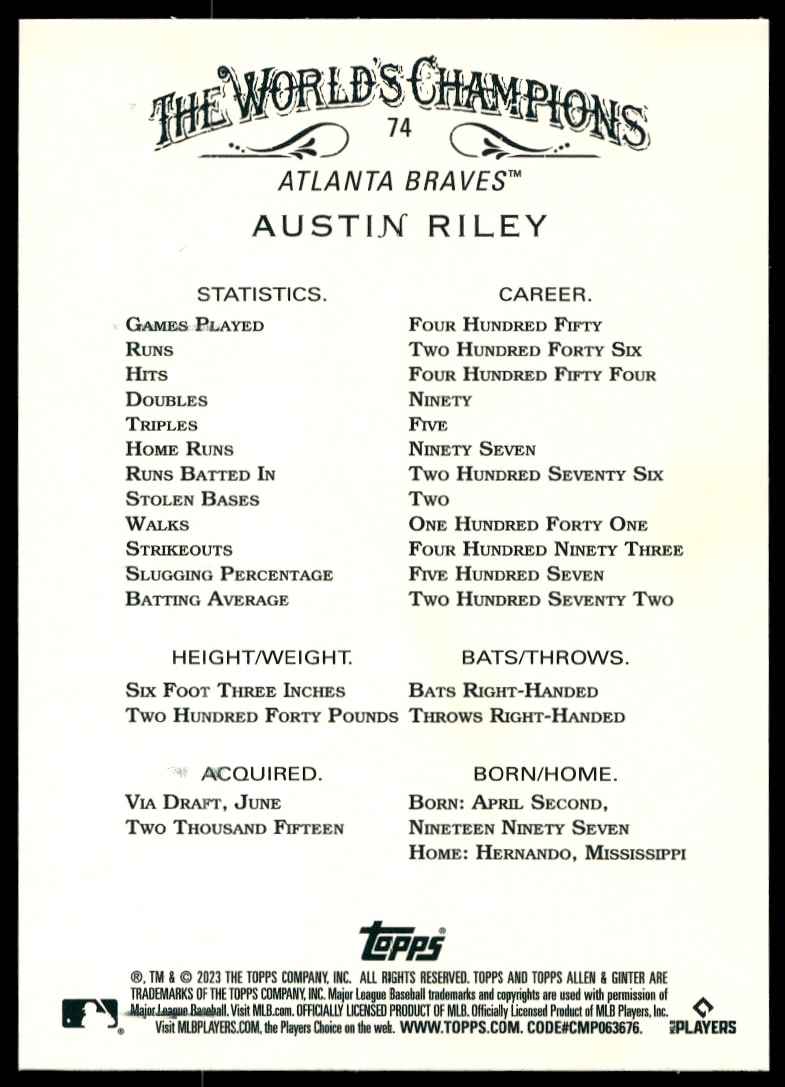 THE WORLD'S CHAMPIONS
74
ATLANTA BRAVES™
AUSTIN RILEY
STATISTICS. CAREER.
GAMES PLAYED FOUR HUNDRED FIFTY
RUNS TWO HUNDRED FORTY SIX
HITS FOUR HUNDRED FIFTY FOUR
DOUBLES NINETY
TRIPLES FIVE
HOME RUNS NINETY SEVEN
RUNS BATTED IN TWO HUNDRED SEVENTY SIX
STOLEN BASES TWO
WALKS ONE HUNDRED FORTY ONE
STRIKEOUTS FOUR HUNDRED NINETY THREE
SLUGGING PERCENTAGE FIVE HUNDRED SEVEN
BATTING AVERAGE TWO HUNDRED SEVENTY TWO
HEIGHT/WEIGHT. BATS/THROWS.
SIX FOOT THREE INCHES BATS RIGHT-HANDED
TWO HUNDRED FORTY POUNDS THROWS RIGHT-HANDED
ACQUIRED. BORN/HOME.
VIA DRAFT, JUNE BORN: APRIL SECOND,
TWO THOUSAND FIFTEEN NINETEEN NINETY SEVEN
HOME: HERNANDO, MISSISSIPPI
Topps®
®, TM & © 2023 THE TOPPS COMPANY, INC. ALL RIGHTS RESERVED. TOPPS AND TOPPS ALLEN & GINTER ARE
TRADEMARKS OF THE TOPPS COMPANY, INC. Major League Baseball trademarks and copyrights are used with permission of
Major League Baseball. Visit MLB.com. OFFICIALLY LICENSED PRODUCT OF MLB. Officially Licensed Product of MLB Players, Inc.
Visit MLBPLAYERS.COM, the Players Choice on the web. WWW.TOPPS.COM. CODE#CMP063676.
MLB PLAYERS